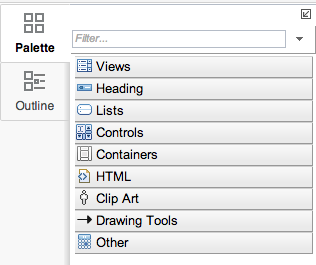 Palette
Outline
Filter...
Views
Heading
Lists
Controls
Containers
HTML
Clip Art
Drawing Tools
Other